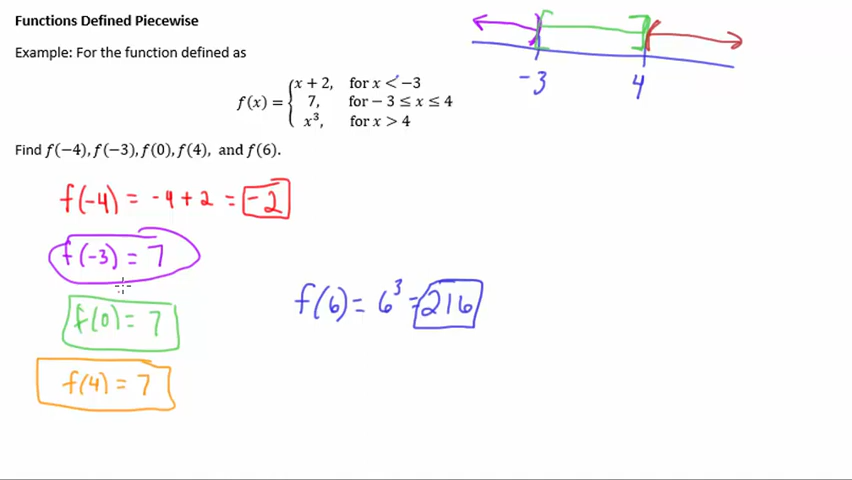 Functions Defined Piecewise
Example: For the function defined as
-3 4
f(x) = { x + 2, for x < -3
7, for - 3 ≤ x ≤ 4
x³, for x > 4
Find f(-4), f(-3), f(0), f(4), and f(6).
f(-4) = -4 + 2 = -2
f(-3) = 7
f(6) = 6³ = 216
f(0) = 7
f(4) = 7